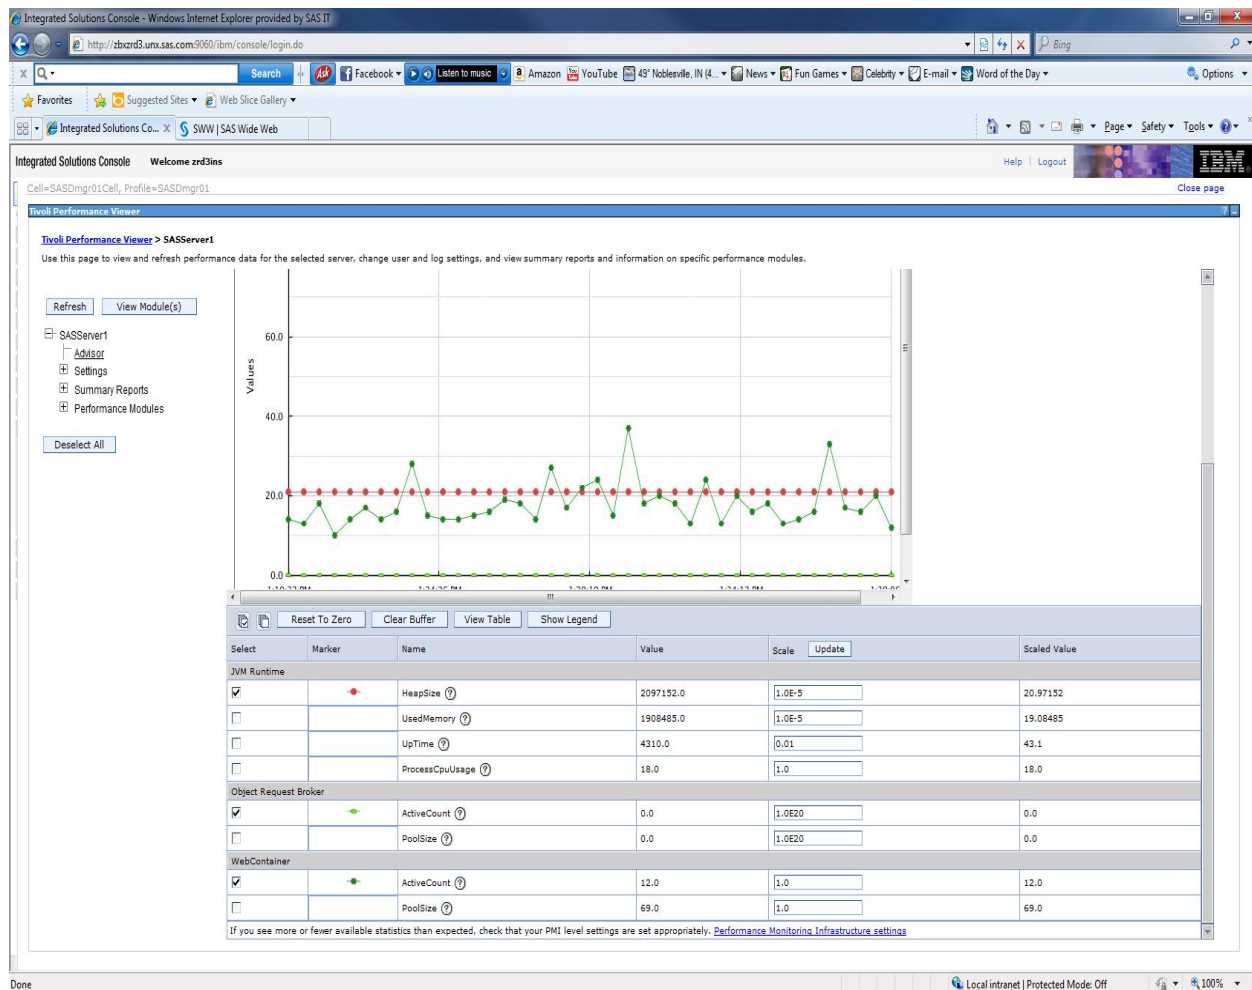 Integrated Solutions Console - Windows Internet Explorer provided by SAS IT
http://zbxzrd3.unx.sas.com:9060/ibm/console/login.do
Bing
Search Ask Facebook Listen to music Amazon YouTube 49° Noblesville, IN (4... News Fun Games Celebrity E-mail Word of the Day Options
Favorites Suggested Sites Web Slice Gallery
Integrated Solutions Co... SWW | SAS Wide Web Page Safety Tools
Integrated Solutions Console Welcome zrd3ins Help | Logout IBM.
Cell=SASDmgr01Cell, Profile=SASDmgr01 Close page
Tivoli Performance Viewer ? -
Tivoli Performance Viewer > SASServer1
Use this page to view and refresh performance data for the selected server, change user and log settings, and view summary reports and information on specific performance modules.
Refresh View Module(s)
SASServer1
Advisor
Settings
Summary Reports
Performance Modules
Deselect All
Values
60.0
40.0
20.0
0.0
Reset To Zero Clear Buffer View Table Show Legend
Select Marker Name Value Scale Update Scaled Value
JVM Runtime
HeapSize ? 2097152.0 1.0E-5 20.97152
UsedMemory ? 1908485.0 1.0E-5 19.08485
UpTime ? 4310.0 0.01 43.1
ProcessCpuUsage ? 18.0 1.0 18.0
Object Request Broker
ActiveCount ? 0.0 1.0E20 0.0
PoolSize ? 0.0 1.0E20 0.0
WebContainer
ActiveCount ? 12.0 1.0 12.0
PoolSize ? 69.0 1.0 69.0
If you see more or fewer available statistics than expected, check that your PMI level settings are set appropriately. Performance Monitoring Infrastructure settings
Done Local intranet | Protected Mode: Off 100%